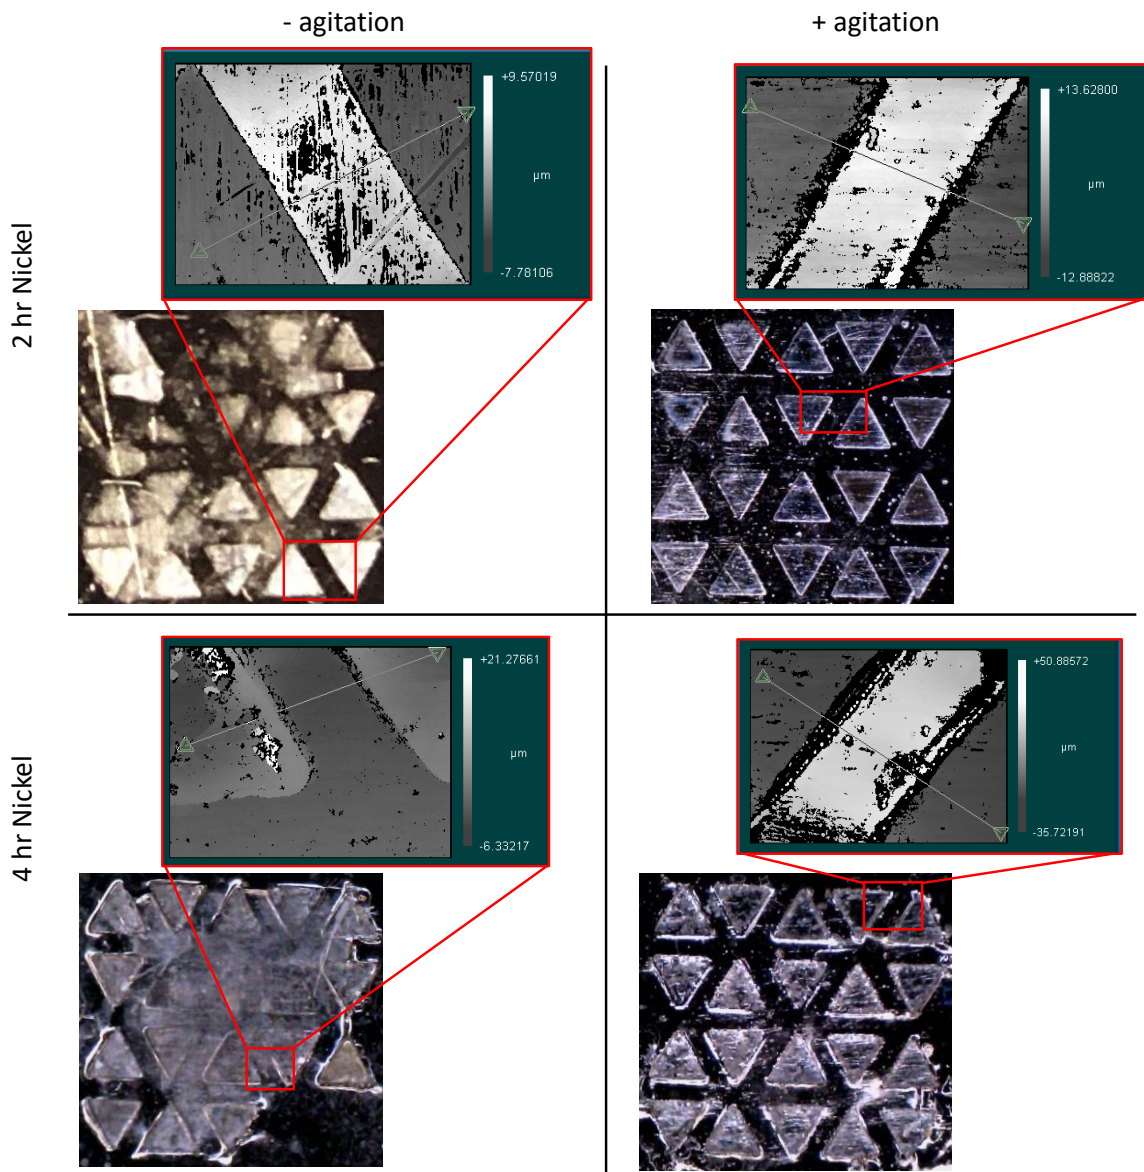 - agitation
+ agitation
2 hr Nickel
+9.57019
µm
-7.78106
+13.62800
µm
-12.88822
4 hr Nickel
+21.27661
µm
-6.33217
+50.88572
µm
-35.72191